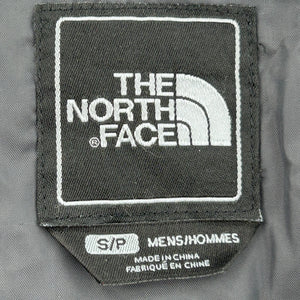 THE
NORTH
®FACE
S/P MENS/HOMMES
MADE IN CHINA
FABRIQUÉ EN CHINE